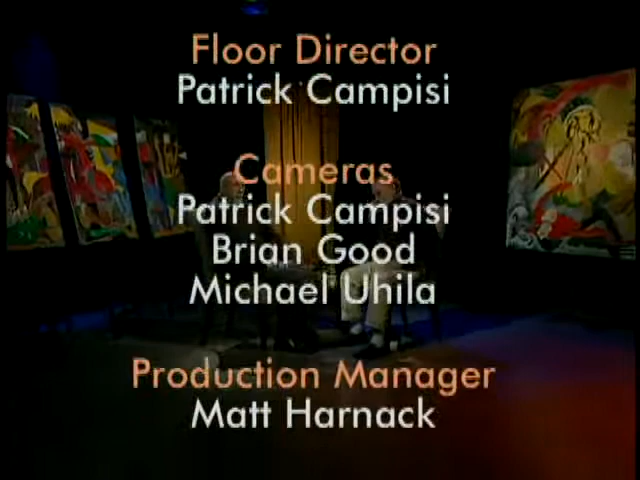 Floor Director
Patrick Campisi
Cameras
Patrick Campisi
Brian Good
Michael Uhila
Production Manager
Matt Harnack